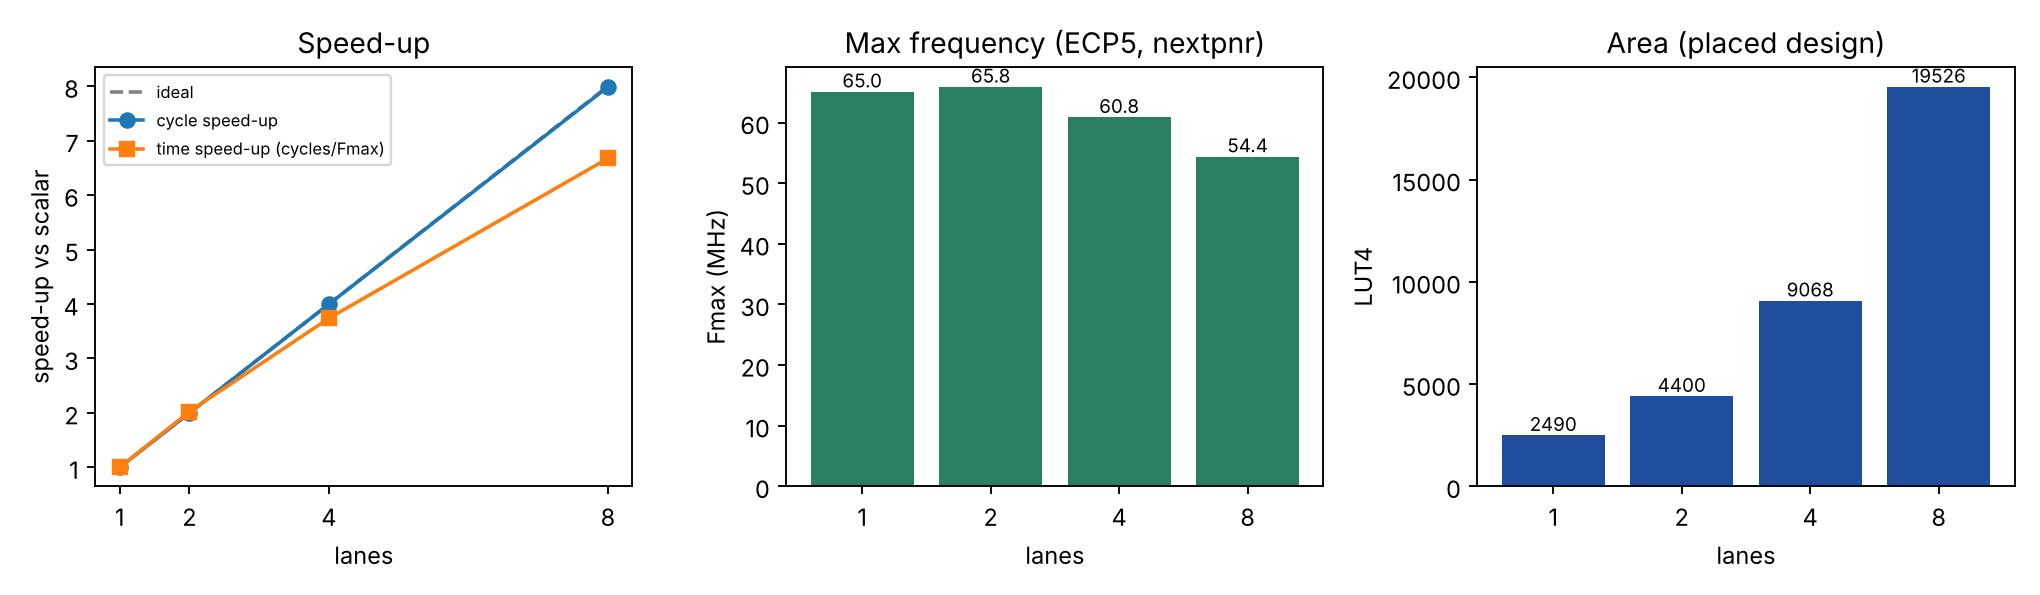 Speed-up
ideal
cycle speed-up
time speed-up (cycles/Fmax)
speed-up vs scalar
8
7
6
5
4
3
2
1
1 2 4 8
lanes
Max frequency (ECP5, nextpnr)
Fmax (MHz)
60
50
40
30
20
10
0
65.0
65.8
60.8
54.4
1 2 4 8
lanes
Area (placed design)
LUT4
20000
15000
10000
5000
0
2490
4400
9068
19526
1 2 4 8
lanes